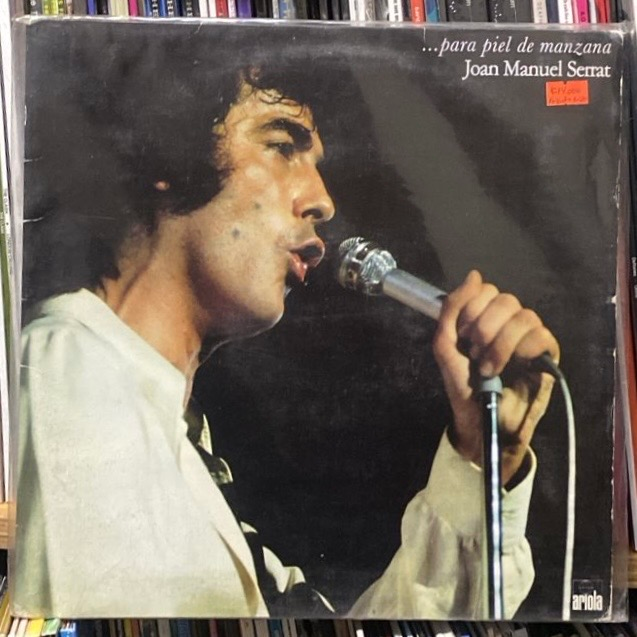 ...para piel de manzana
Joan Manuel Serrat
ariola